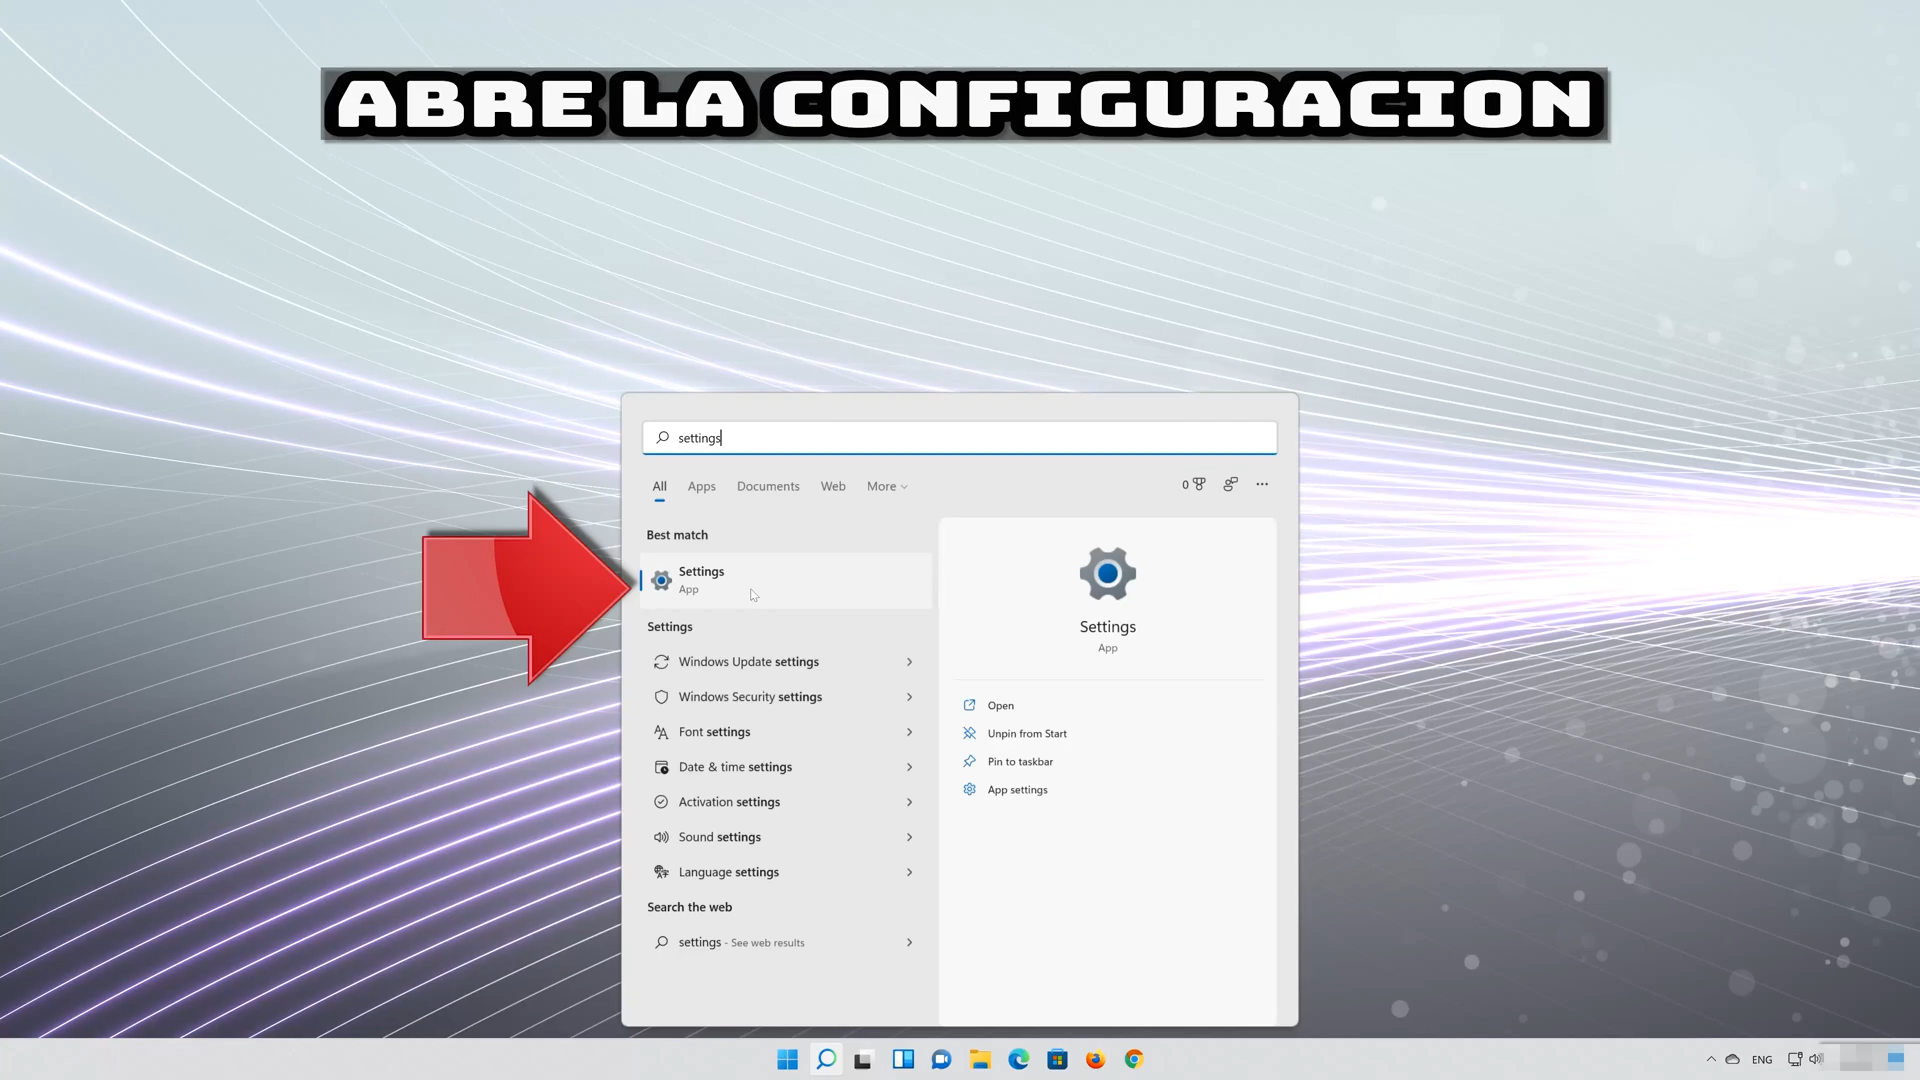 ABRE LA CONFIGURACION
settings
All Apps Documents Web More
0
Best match
Settings
App
Settings
Windows Update settings
Windows Security settings
Font settings
Date & time settings
Activation settings
Sound settings
Language settings
Search the web
settings - See web results
Settings
App
Open
Unpin from Start
Pin to taskbar
App settings
ENG